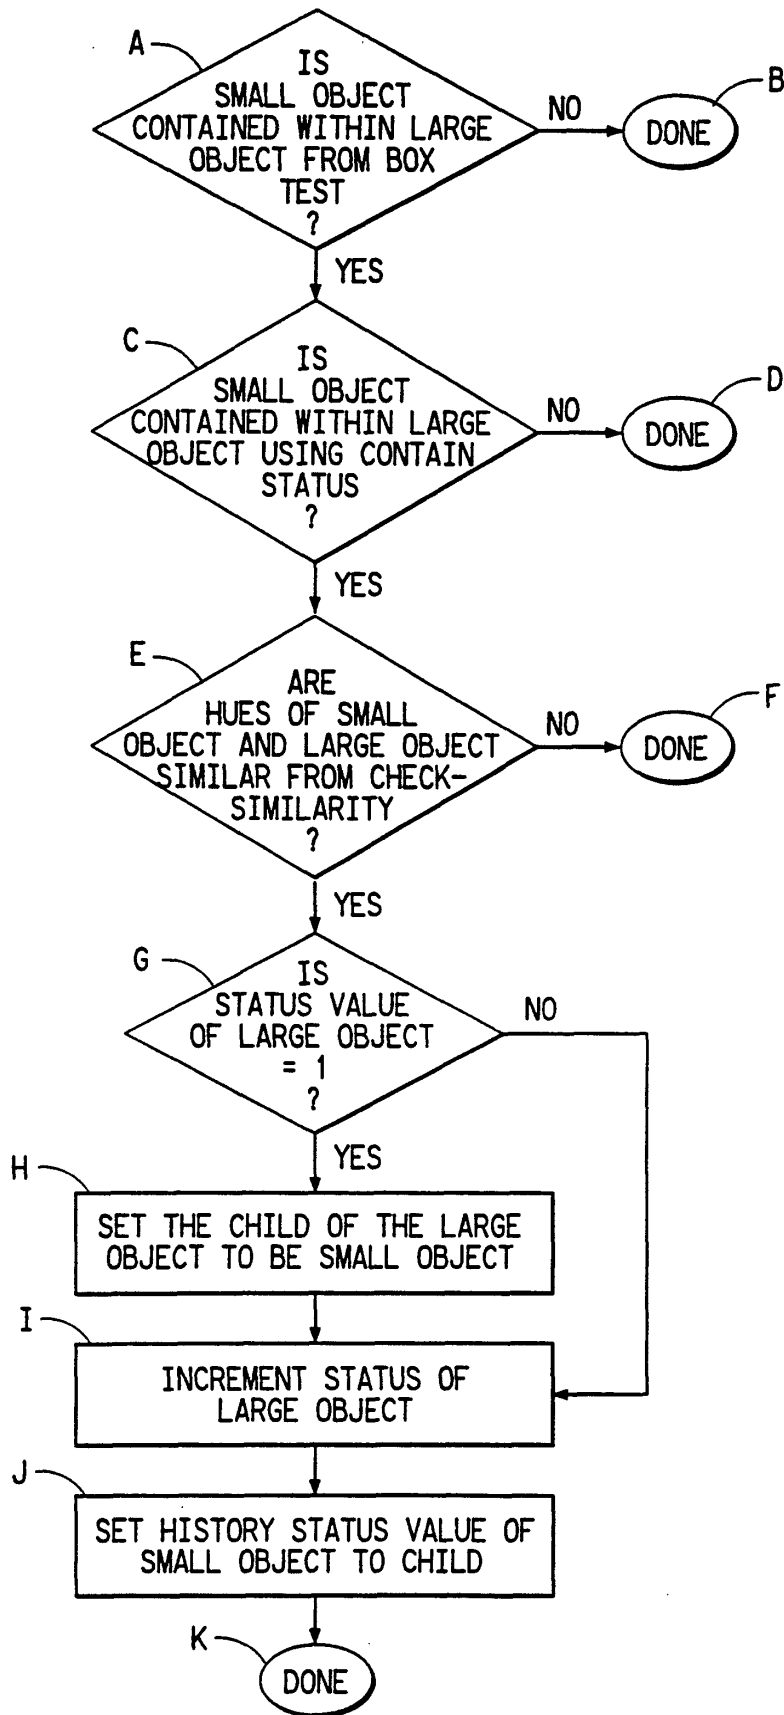 A
IS
SMALL OBJECT
CONTAINED WITHIN LARGE
OBJECT FROM BOX
TEST
?
NO
B
DONE
YES
C
IS
SMALL OBJECT
CONTAINED WITHIN LARGE
OBJECT USING CONTAIN
STATUS
?
NO
D
DONE
YES
E
ARE
HUES OF SMALL
OBJECT AND LARGE OBJECT
SIMILAR FROM CHECK-
SIMILARITY
?
NO
F
DONE
YES
G
IS
STATUS VALUE
OF LARGE OBJECT
= 1
?
NO
YES
H
SET THE CHILD OF THE LARGE
OBJECT TO BE SMALL OBJECT
I
INCREMENT STATUS OF
LARGE OBJECT
J
SET HISTORY STATUS VALUE OF
SMALL OBJECT TO CHILD
K
DONE